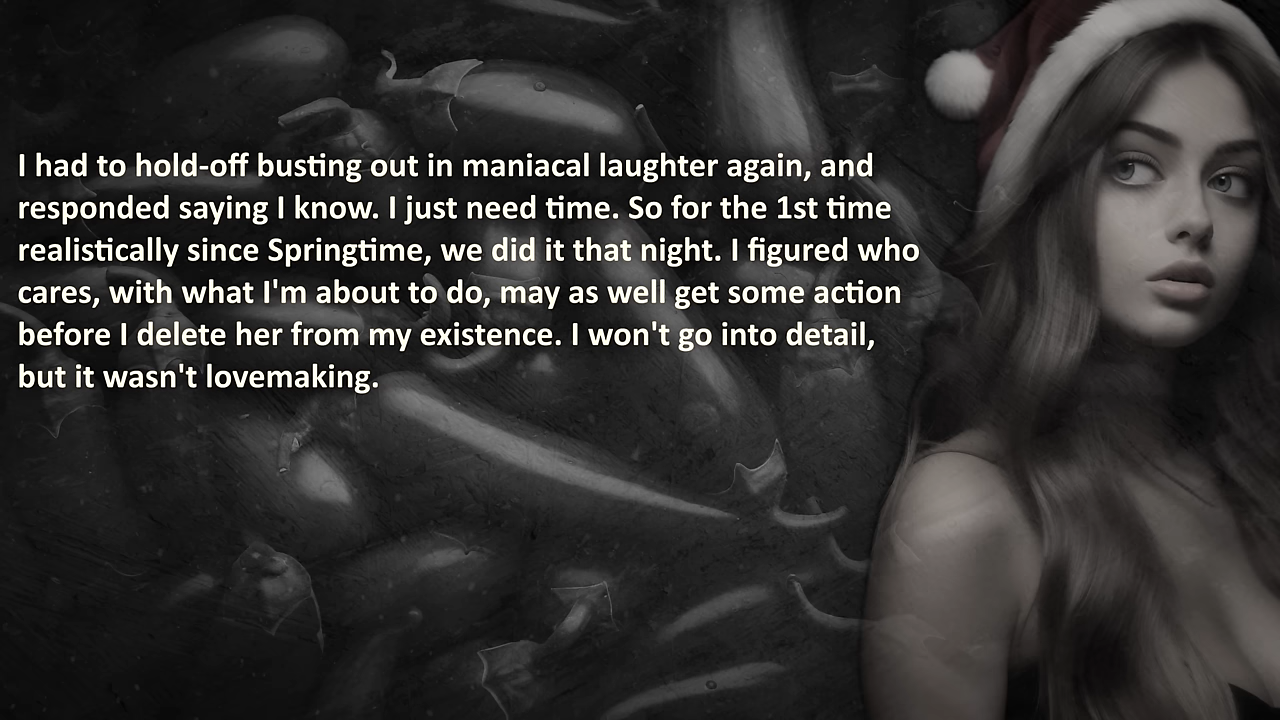 I had to hold-off busting out in maniacal laughter again, and
responded saying I know. I just need time. So for the 1st time
realistically since Springtime, we did it that night. I figured who
cares, with what I'm about to do, may as well get some action
before I delete her from my existence. I won't go into detail,
but it wasn't lovemaking.